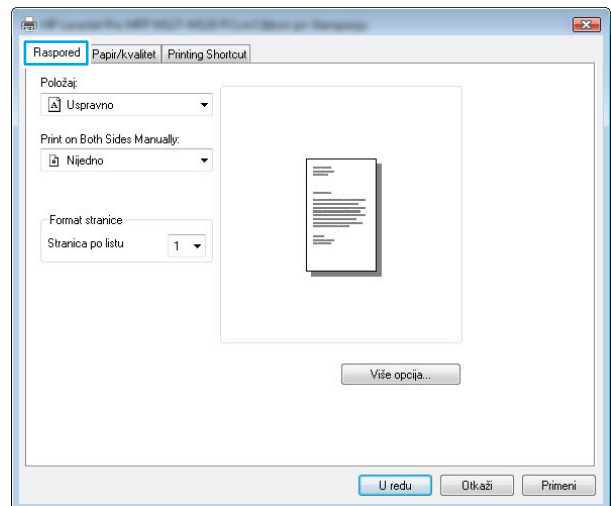 Raspored Papir/kvalitet Printing Shortcut
Položaj:
Uspravno
Print on Both Sides Manually:
Nijedno
Format stranice
Stranica po listu 1
Više opcija...
U redu Otkaži Primeni